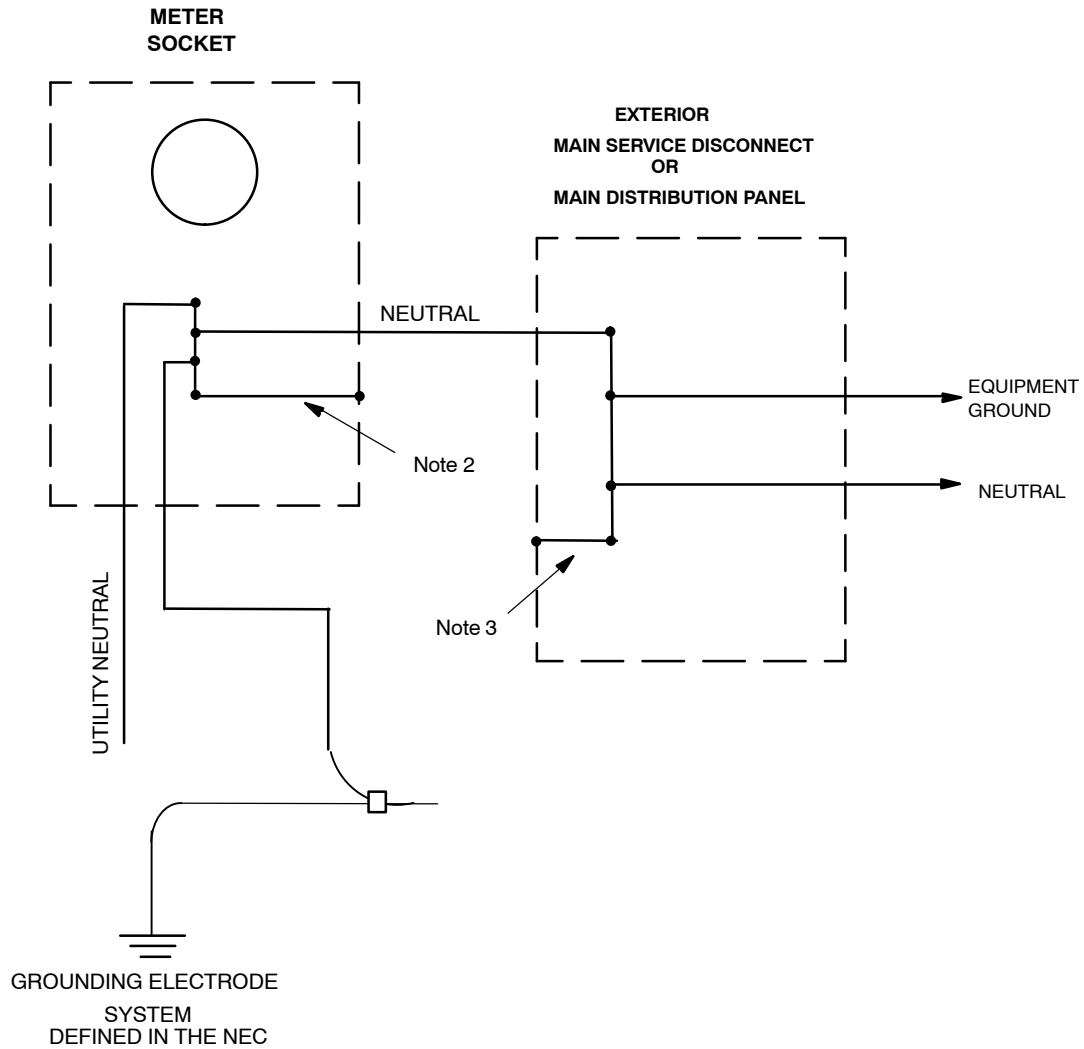 METER
SOCKET
EXTERIOR
MAIN SERVICE DISCONNECT
OR
MAIN DISTRIBUTION PANEL
NEUTRAL
EQUIPMENT
GROUND
Note 2
NEUTRAL
Note 3
UTILITY NEUTRAL
GROUNDING ELECTRODE
SYSTEM
DEFINED IN THE NEC